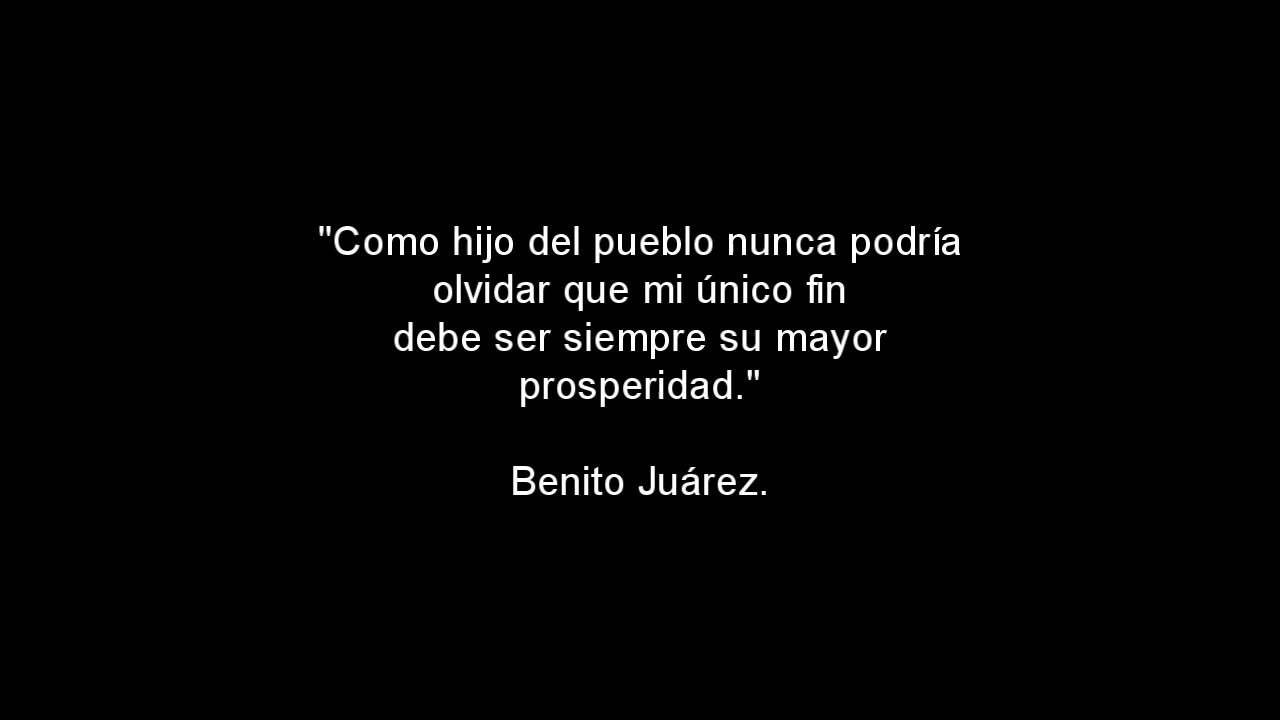 "Como hijo del pueblo nunca podría
olvidar que mi único fin
debe ser siempre su mayor
prosperidad."
Benito Juárez.